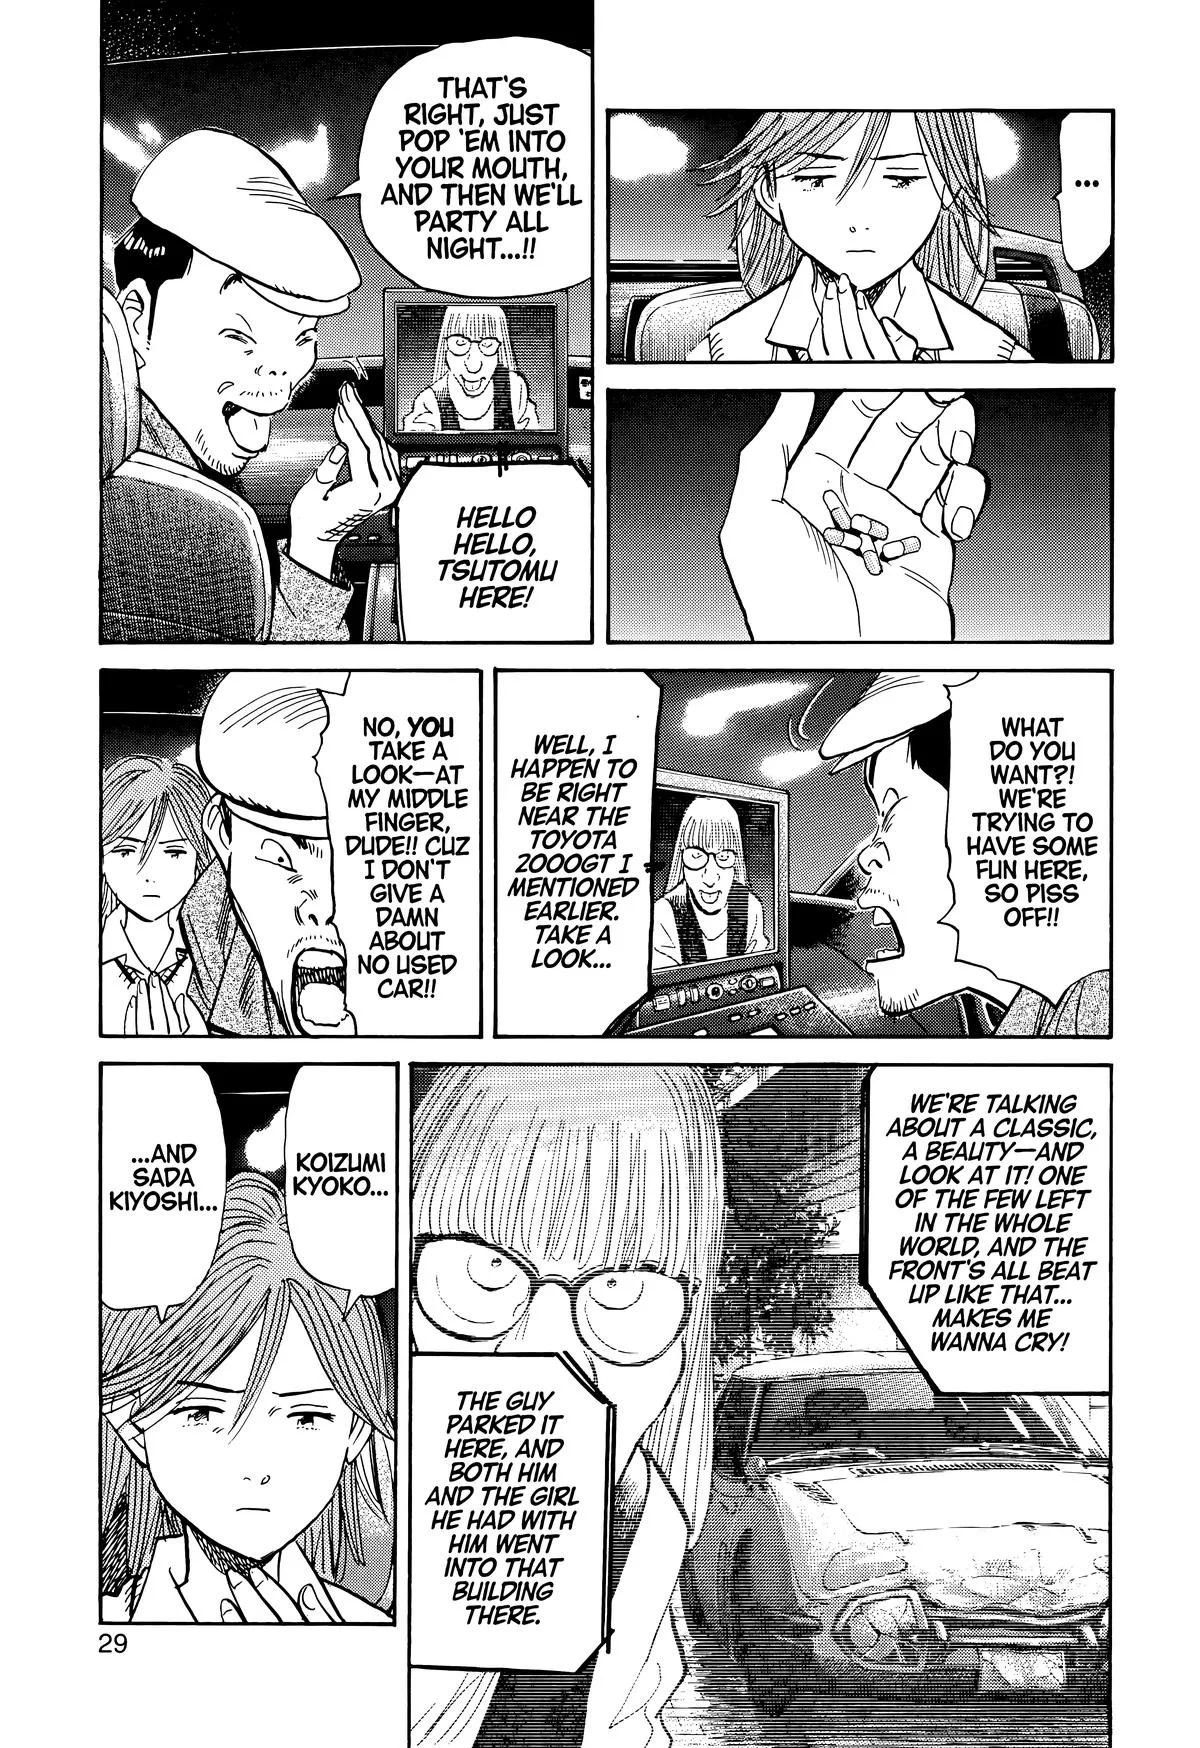 ...
THAT'S
RIGHT, JUST
POP 'EM INTO
YOUR MOUTH,
AND THEN WE'LL
PARTY ALL
NIGHT...!!
HELLO
HELLO,
TSUTOMU
HERE!
WHAT
DO YOU
WANT?!
WE'RE
TRYING TO
HAVE SOME
FUN HERE,
SO PISS
OFF!!
WELL, I
HAPPEN TO
BE RIGHT
NEAR THE
TOYOTA
2000GT I
MENTIONED
EARLIER.
TAKE A
LOOK...
NO, YOU
TAKE A
LOOK—AT
MY MIDDLE
FINGER,
DUDE!! CUZ
I DON'T
GIVE A
DAMN
ABOUT
NO USED
CAR!!
WE'RE TALKING
ABOUT A CLASSIC,
A BEAUTY—AND
LOOK AT IT! ONE
OF THE FEW LEFT
IN THE WHOLE
WORLD, AND THE
FRONT'S ALL BEAT
UP LIKE THAT...
MAKES ME
WANNA CRY!
THE GUY
PARKED IT
HERE, AND
BOTH HIM
AND THE GIRL
HE HAD WITH
HIM WENT
INTO THAT
BUILDING
THERE.
KOIZUMI
KYOKO...
...AND
SADA
KIYOSHI...
29